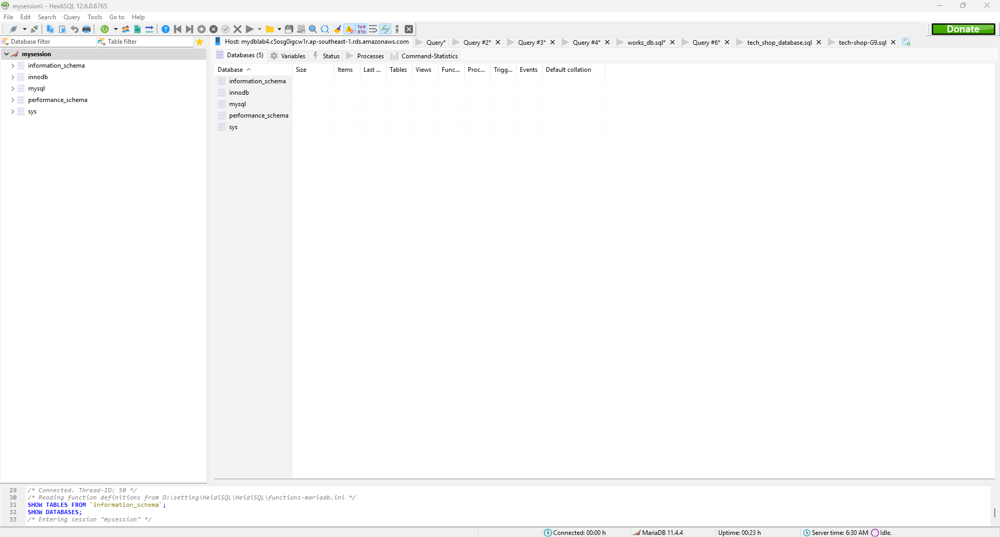 mysession\ - HeidiSQL 12.6.0.6765
File Edit Search Query Tools Go to Help
Donate
Database filter Table filter
Host: mydblab4.c5osg0igcw1r.ap-southeast-1.rds.amazonaws.com Query* Query #2* Query #3* Query #4* works_db.sql* Query #6* tech_shop_database.sql tech-shop-G9.sql
mysession
information_schema
innodb
mysql
performance_schema
sys
Databases (5) Variables Status Processes Command-Statistics
Database Size Items Last ... Tables Views Func... Proc... Trigg... Events Default collation
information_schema
innodb
mysql
performance_schema
sys
29 /* Connected. Thread-ID: 50 */
30 /* Reading function definitions from D:\setting\HeidiSQL\HeidiSQL\functions-mariadb.ini */
31 SHOW TABLES FROM `information_schema`;
32 SHOW DATABASES;
33 /* Entering session "mysession" */
Connected: 00:00 h MariaDB 11.4.4 Uptime: 00:23 h Server time: 6:30 AM Idle.